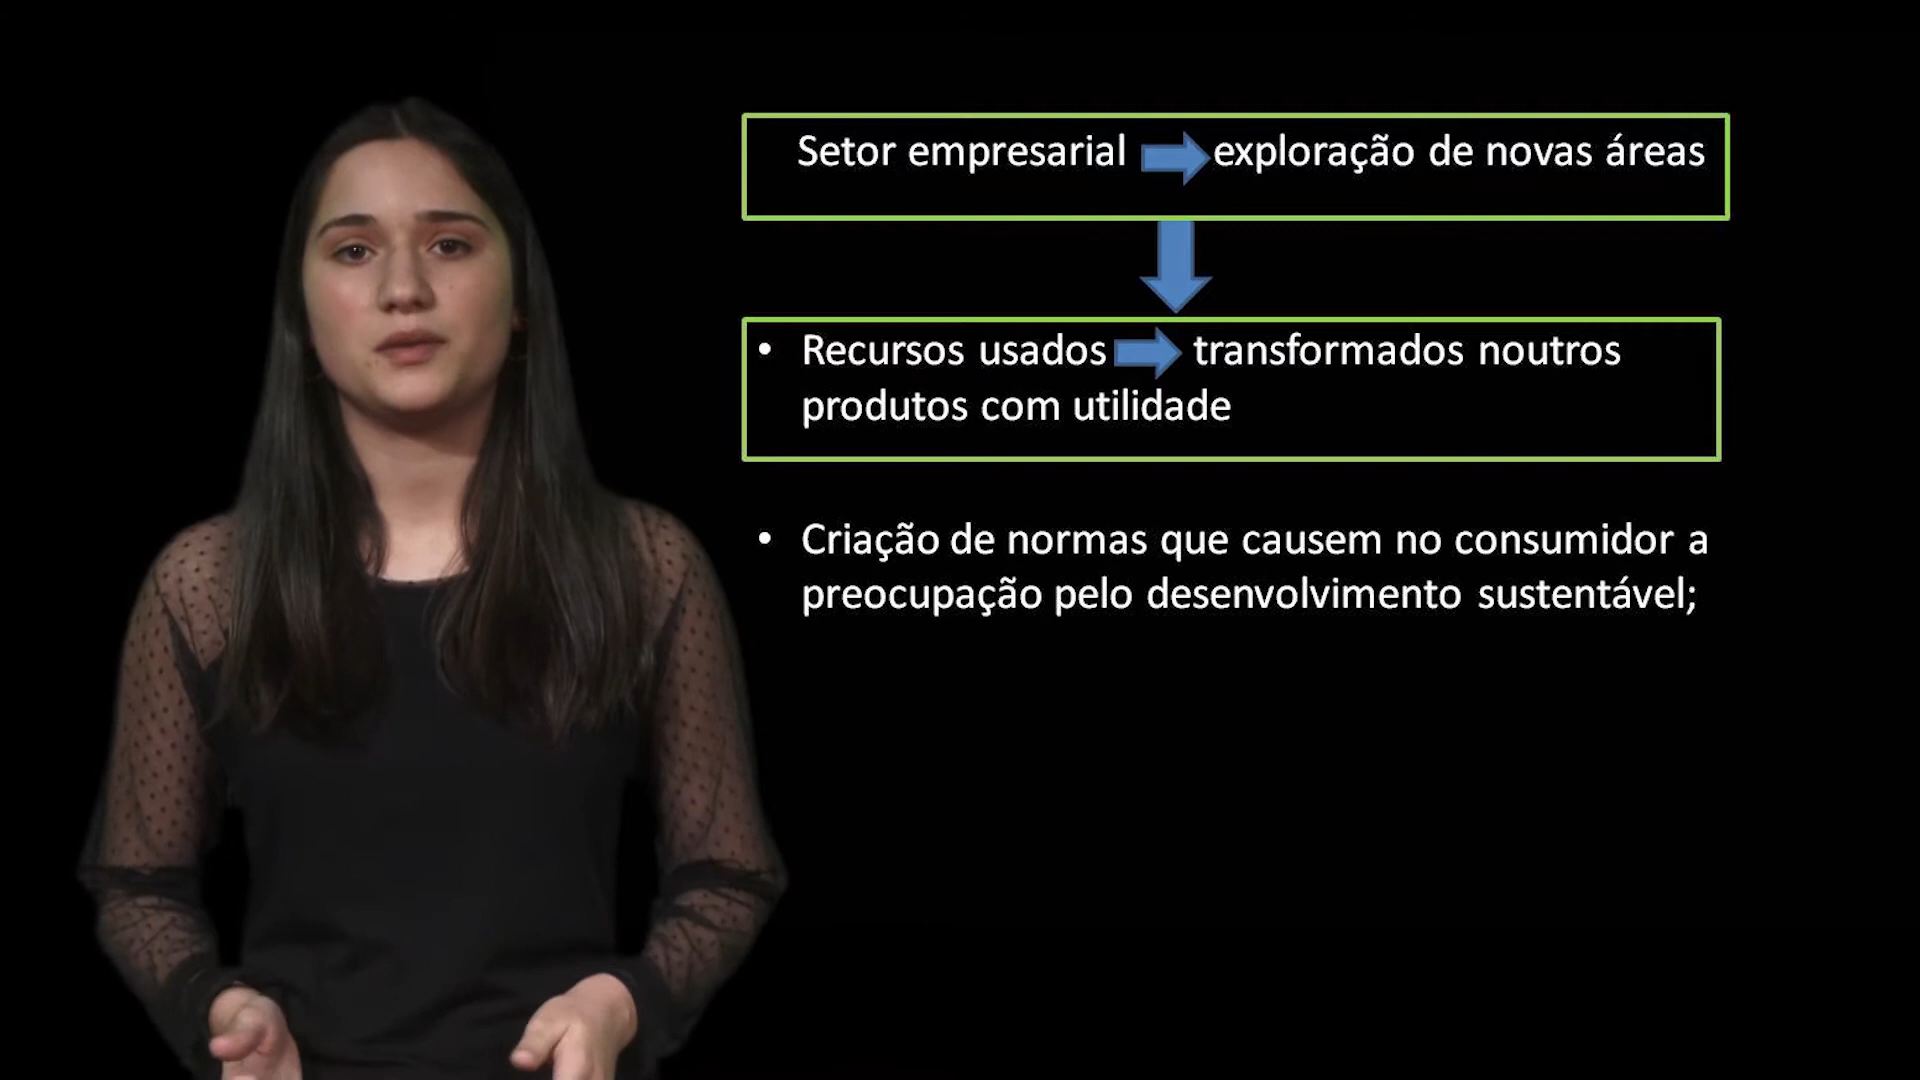 Setor empresarial exploração de novas áreas
• Recursos usados transformados noutros
produtos com utilidade
• Criação de normas que causem no consumidor a
preocupação pelo desenvolvimento sustentável;